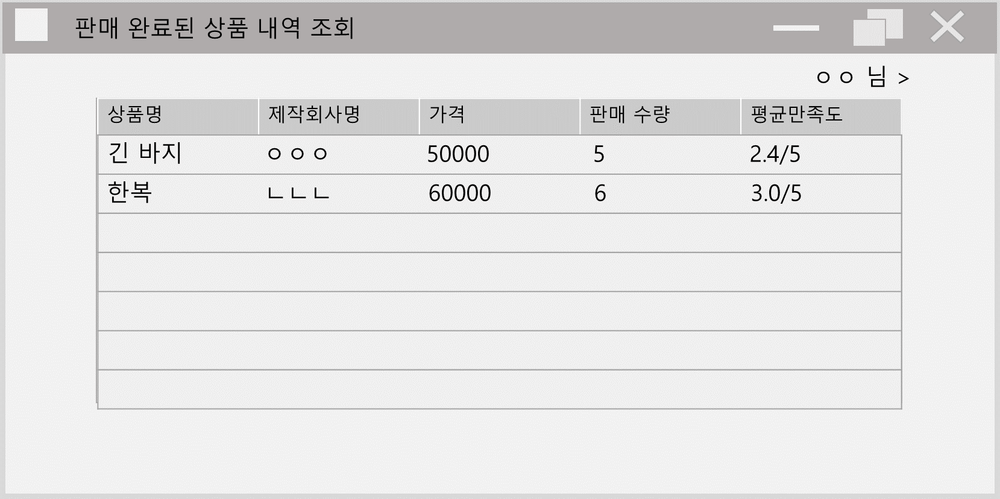 판매 완료된 상품 내역 조회
ㅇㅇ 님 >
상품명 제작회사명 가격 판매 수량 평균만족도
긴 바지 ㅇㅇㅇ 50000 5 2.4/5
한복 ㄴㄴㄴ 60000 6 3.0/5